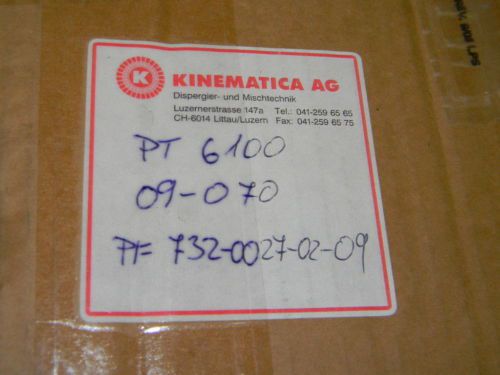 K
KINEMATICA AG
Dispergier- und Mischtechnik
Luzernerstrasse 147a Tel.: 041-259 65 65
CH-6014 Littau/Luzern Fax: 041-259 65 75
PT 6100
09-070
PT= 732-0027-02-09